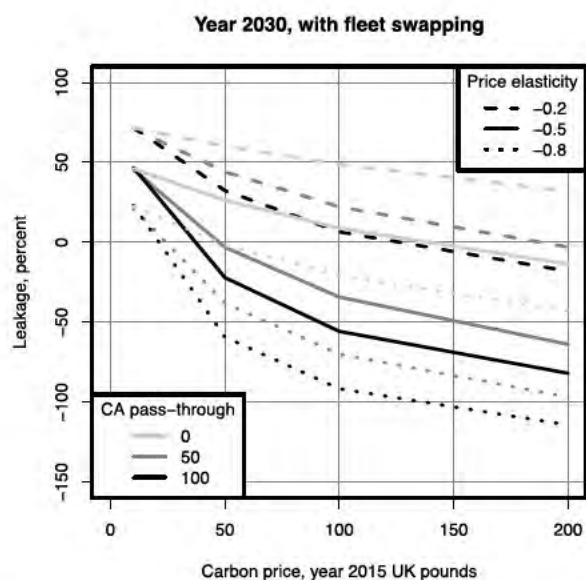 Year 2030, with fleet swapping
Leakage, percent
100
50
0
−50
−100
−150
Price elasticity
−0.2
−0.5
−0.8
CA pass−through
0
50
100
0 50 100 150 200
Carbon price, year 2015 UK pounds